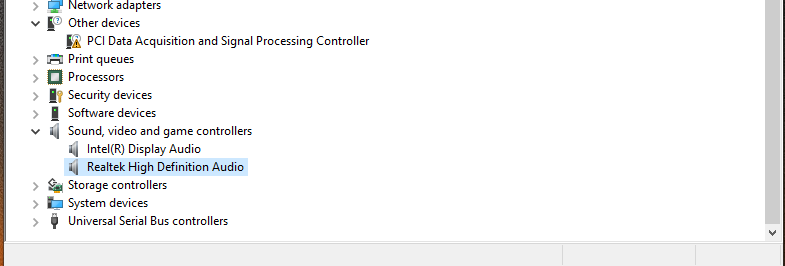 Network adapters
Other devices
PCI Data Acquisition and Signal Processing Controller
Print queues
Processors
Security devices
Software devices
Sound, video and game controllers
Intel(R) Display Audio
Realtek High Definition Audio
Storage controllers
System devices
Universal Serial Bus controllers